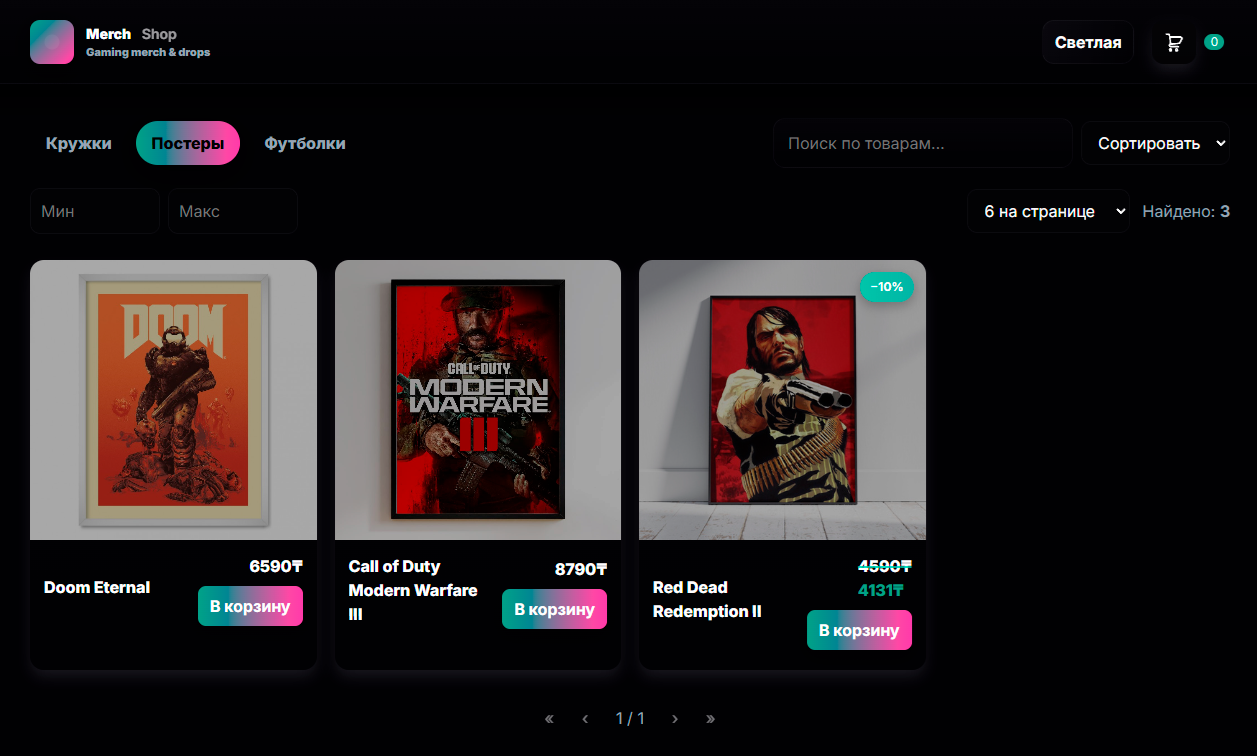 Merch Shop
Gaming merch & drops
Светлая
0
Кружки
Постеры
Футболки
Поиск по товарам...
Сортировать
Мин
Макс
6 на странице
Найдено: 3
DOOM
CALL OF DUTY
MODERN
WARFARE
III
-10%
Doom Eternal
6590₸
В корзину
Call of Duty
Modern Warfare
III
8790₸
В корзину
Red Dead
Redemption II
4590₸
4131₸
В корзину
« ‹ 1 / 1 › »